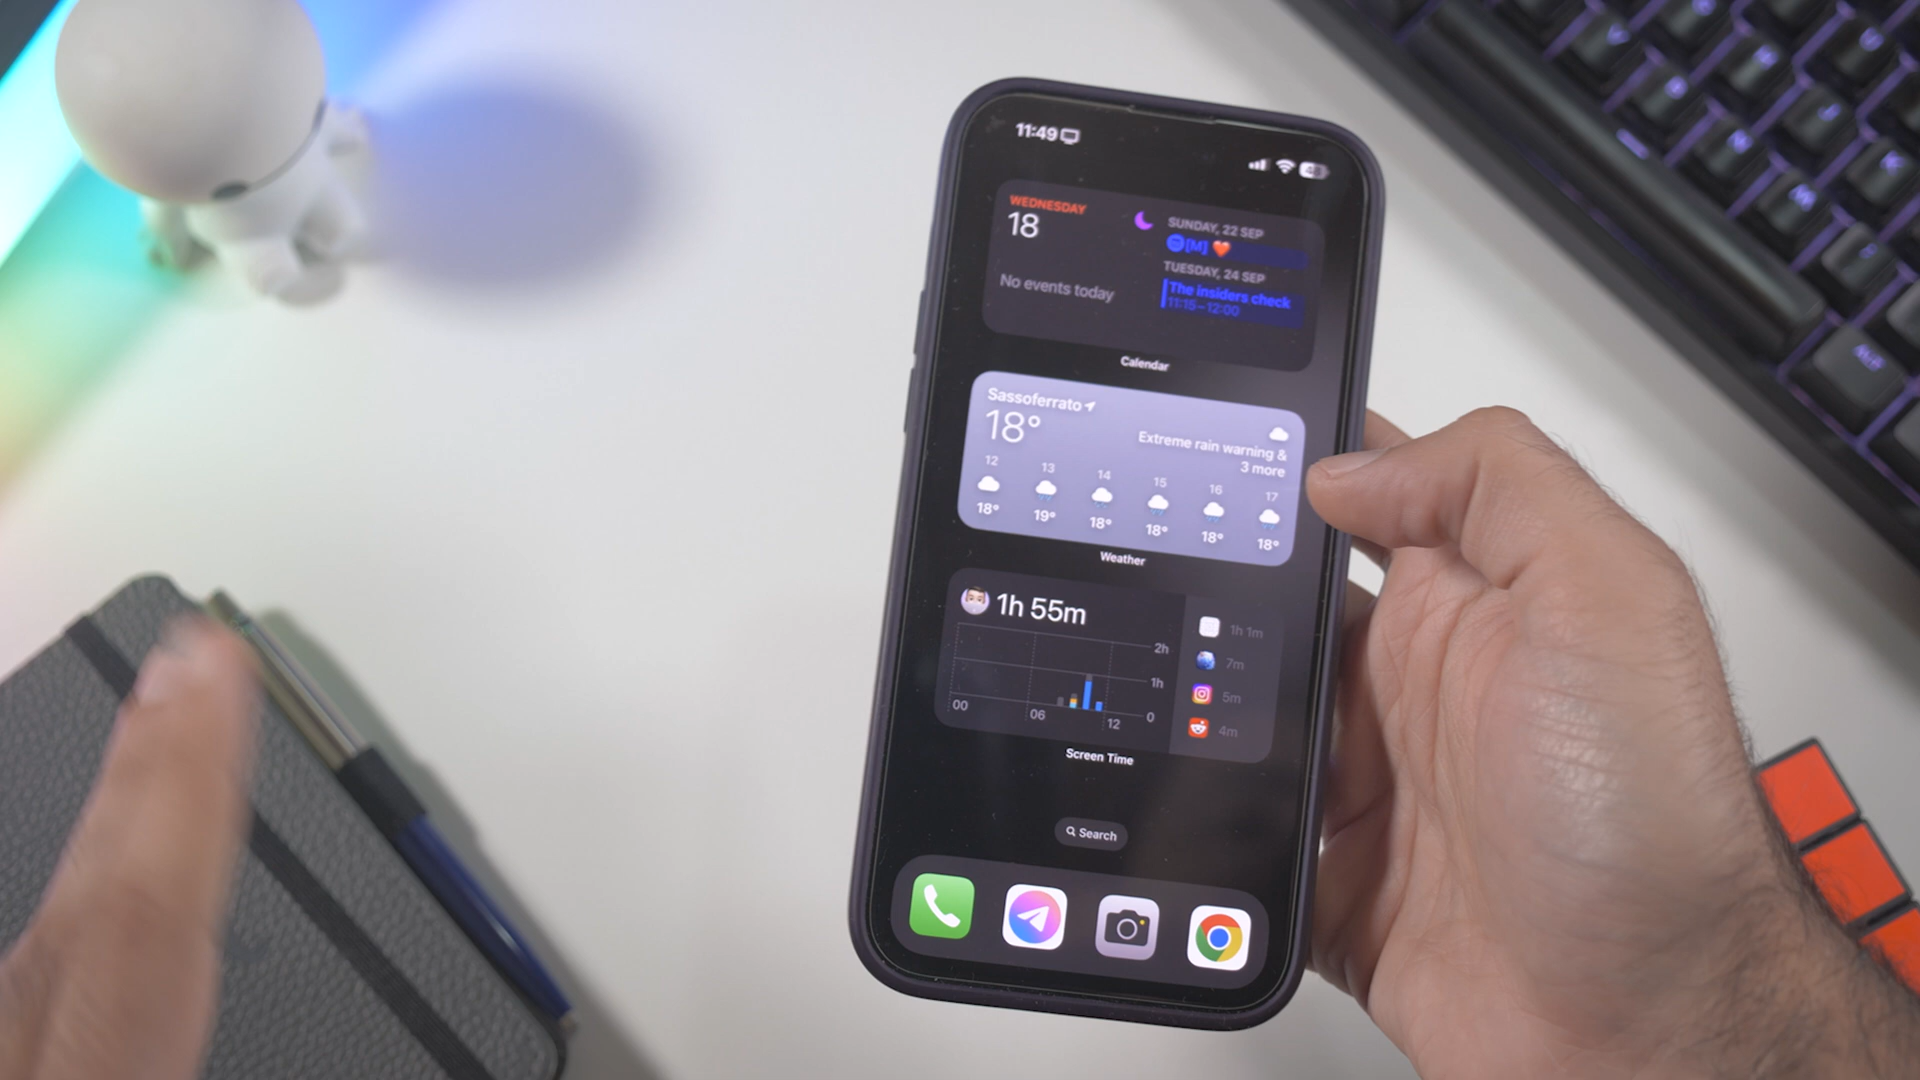 11:49
WEDNESDAY
18
No events today
SUNDAY, 22 SEP
[M] ❤️
TUESDAY, 24 SEP
The insiders check
11:15–12:00
Calendar
Sassoferrato
18°
Extreme rain warning &
3 more
12 13 14 15 16 17
18° 19° 18° 18° 18° 18°
Weather
1h 55m
2h
1h
0
00 06 12
1h 1m
7m
5m
4m
Screen Time
Search